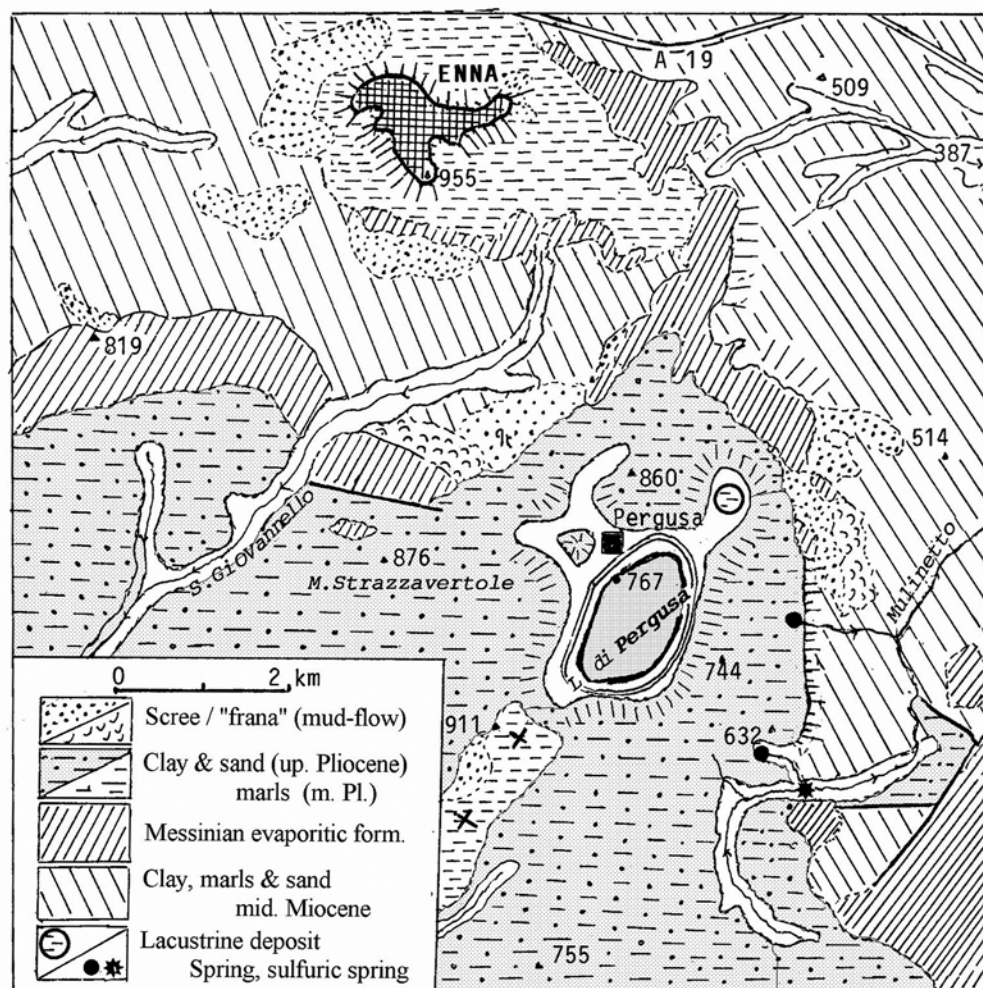 ENNA
A 19
509
387
955
819
514
860
Pergusa
S. Giovannello
876
M.Strazzavertole
767
L. di Pergusa
Mulinetto
744
0 2 km
911
632
Scree / "frana" (mud-flow)
Clay & sand (up. Pliocene)
marls (m. Pl.)
Messinian evaporitic form.
Clay, marls & sand
mid. Miocene
Lacustrine deposit
Spring, sulfuric spring
755